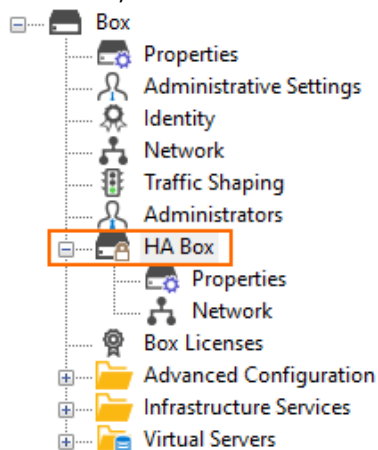 Box
Properties
Administrative Settings
Identity
Network
Traffic Shaping
Administrators
HA Box
Properties
Network
Box Licenses
Advanced Configuration
Infrastructure Services
Virtual Servers